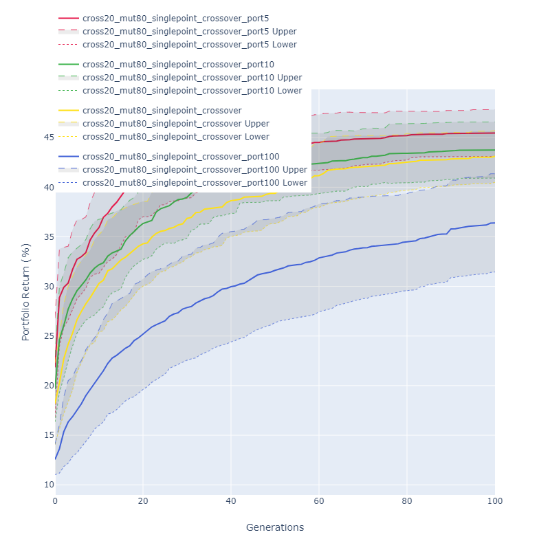 cross20_mut80_singlepoint_crossover_port5
cross20_mut80_singlepoint_crossover_port5 Upper
cross20_mut80_singlepoint_crossover_port5 Lower
cross20_mut80_singlepoint_crossover_port10
cross20_mut80_singlepoint_crossover_port10 Upper
cross20_mut80_singlepoint_crossover_port10 Lower
cross20_mut80_singlepoint_crossover
cross20_mut80_singlepoint_crossover Upper
cross20_mut80_singlepoint_crossover Lower
cross20_mut80_singlepoint_crossover_port100
cross20_mut80_singlepoint_crossover_port100 Upper
cross20_mut80_singlepoint_crossover_port100 Lower
Portfolio Return (%)
40
35
30
25
20
15
10
0
20
40
60
80
100
Generations